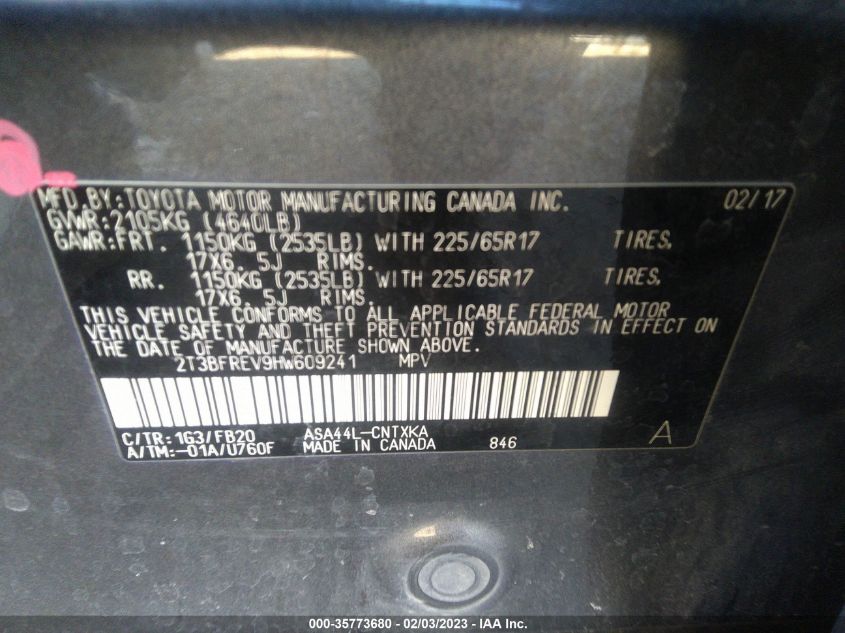 MFD.BY:TOYOTA MOTOR MANUFACTURING CANADA INC. 02/17
GVWR:2105KG (4640LB)
GAWR:FRT. 1150KG (2535LB) WITH 225/65R17 TIRES.
17X6. 5J RIMS.
RR. 1150KG (2535LB) WITH 225/65R17 TIRES.
17X6. 5J RIMS.
THIS VEHICLE CONFORMS TO ALL APPLICABLE FEDERAL MOTOR
VEHICLE SAFETY AND THEFT PREVENTION STANDARDS IN EFFECT ON
THE DATE OF MANUFACTURE SHOWN ABOVE.
2T3BFREV9HW609241 MPV
C/TR:1G3/FB20 ASA44L-CNTXKA
A/TM:-01A/U760F MADE IN CANADA 846 A
000-35773680 - 02/03/2023 - IAA Inc.